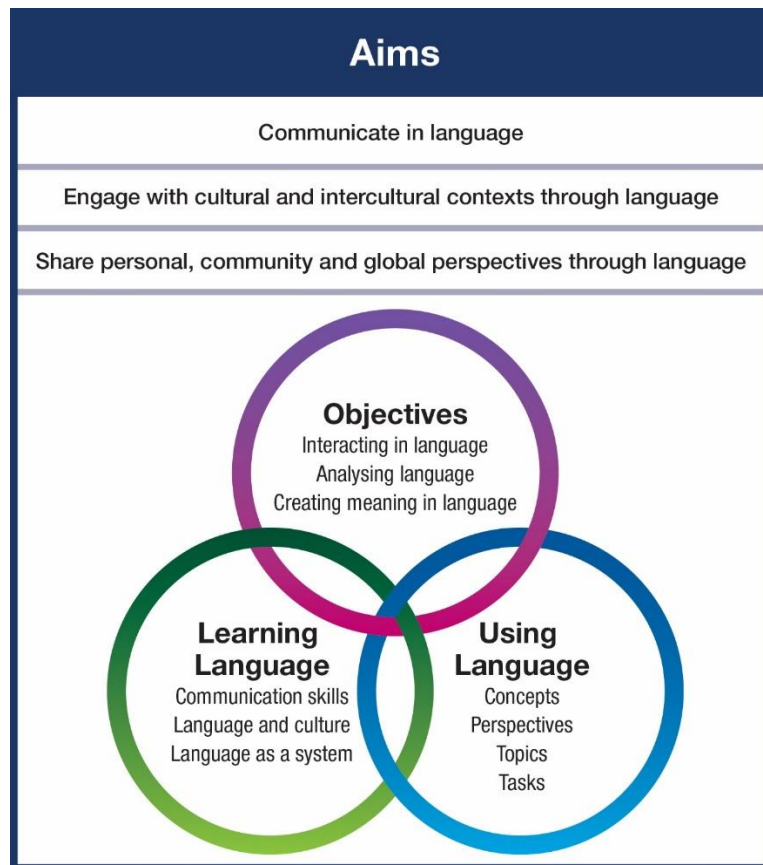 Aims
Communicate in language
Engage with cultural and intercultural contexts through language
Share personal, community and global perspectives through language
Objectives
Interacting in language
Analysing language
Creating meaning in language
Learning
Language
Communication skills
Language and culture
Language as a system
Using
Language
Concepts
Perspectives
Topics
Tasks